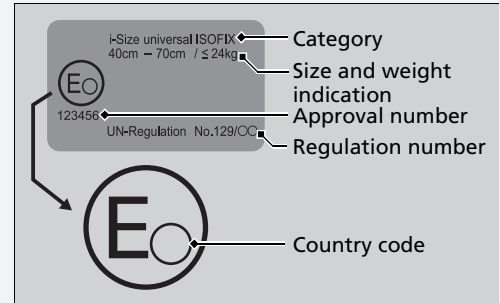 i-Size universal ISOFIX
40cm – 70cm / ≤ 24kg
E○
123456
UN-Regulation No.129/○○
E○
Category
Size and weight
indication
Approval number
Regulation number
Country code